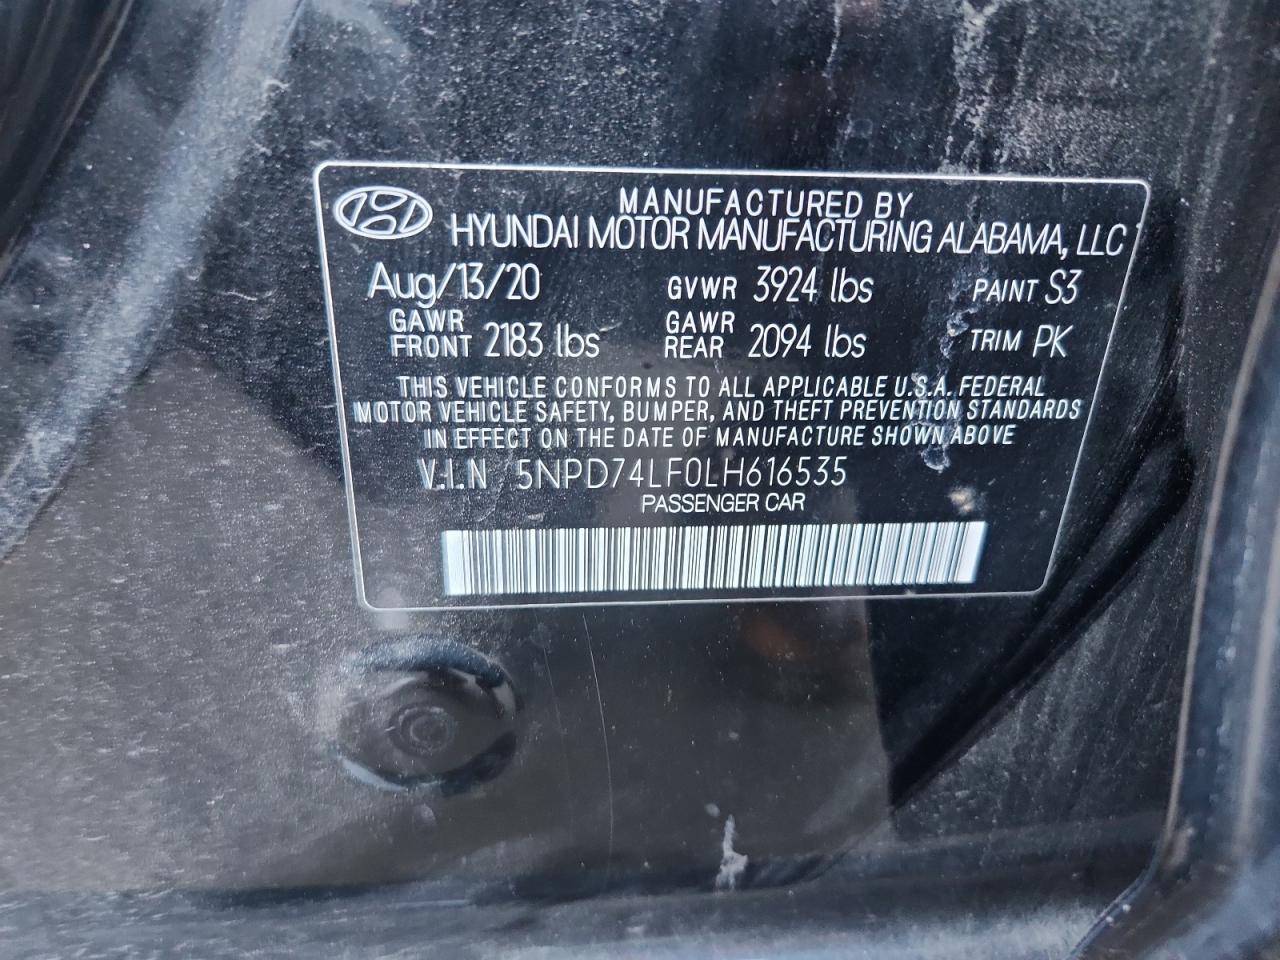 MANUFACTURED BY
HYUNDAI MOTOR MANUFACTURING ALABAMA, LLC
Aug/13/20 GVWR 3924 lbs PAINT S3
GAWR FRONT 2183 lbs GAWR REAR 2094 lbs TRIM PK
THIS VEHICLE CONFORMS TO ALL APPLICABLE U.S.A. FEDERAL
MOTOR VEHICLE SAFETY, BUMPER, AND THEFT PREVENTION STANDARDS
IN EFFECT ON THE DATE OF MANUFACTURE SHOWN ABOVE
V.I.N 5NPD74LF0LH616535
PASSENGER CAR